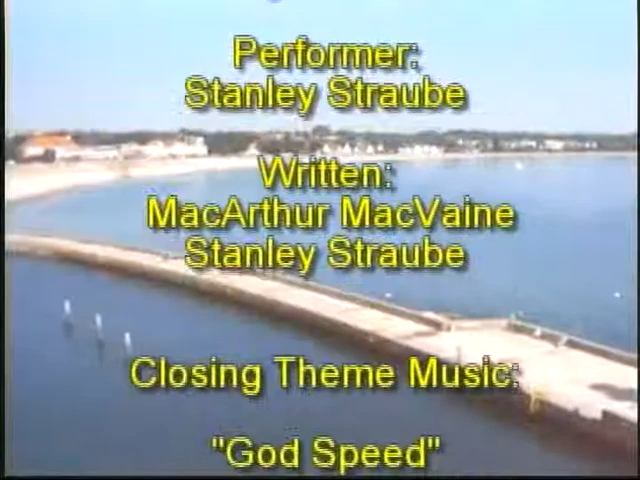 Performer:
Stanley Straube
Written:
MacArthur MacVaine
Stanley Straube
Closing Theme Music:
"God Speed"